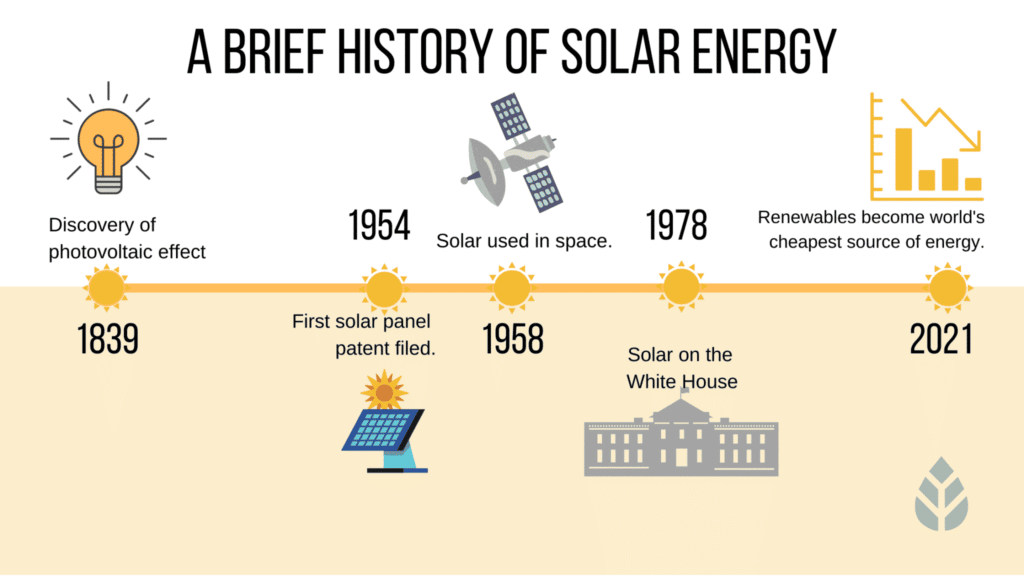 A BRIEF HISTORY OF SOLAR ENERGY
Discovery of
photovoltaic effect
1839
1954
First solar panel
patent filed.
Solar used in space.
1958
1978
Solar on the
White House
Renewables become world's
cheapest source of energy.
2021